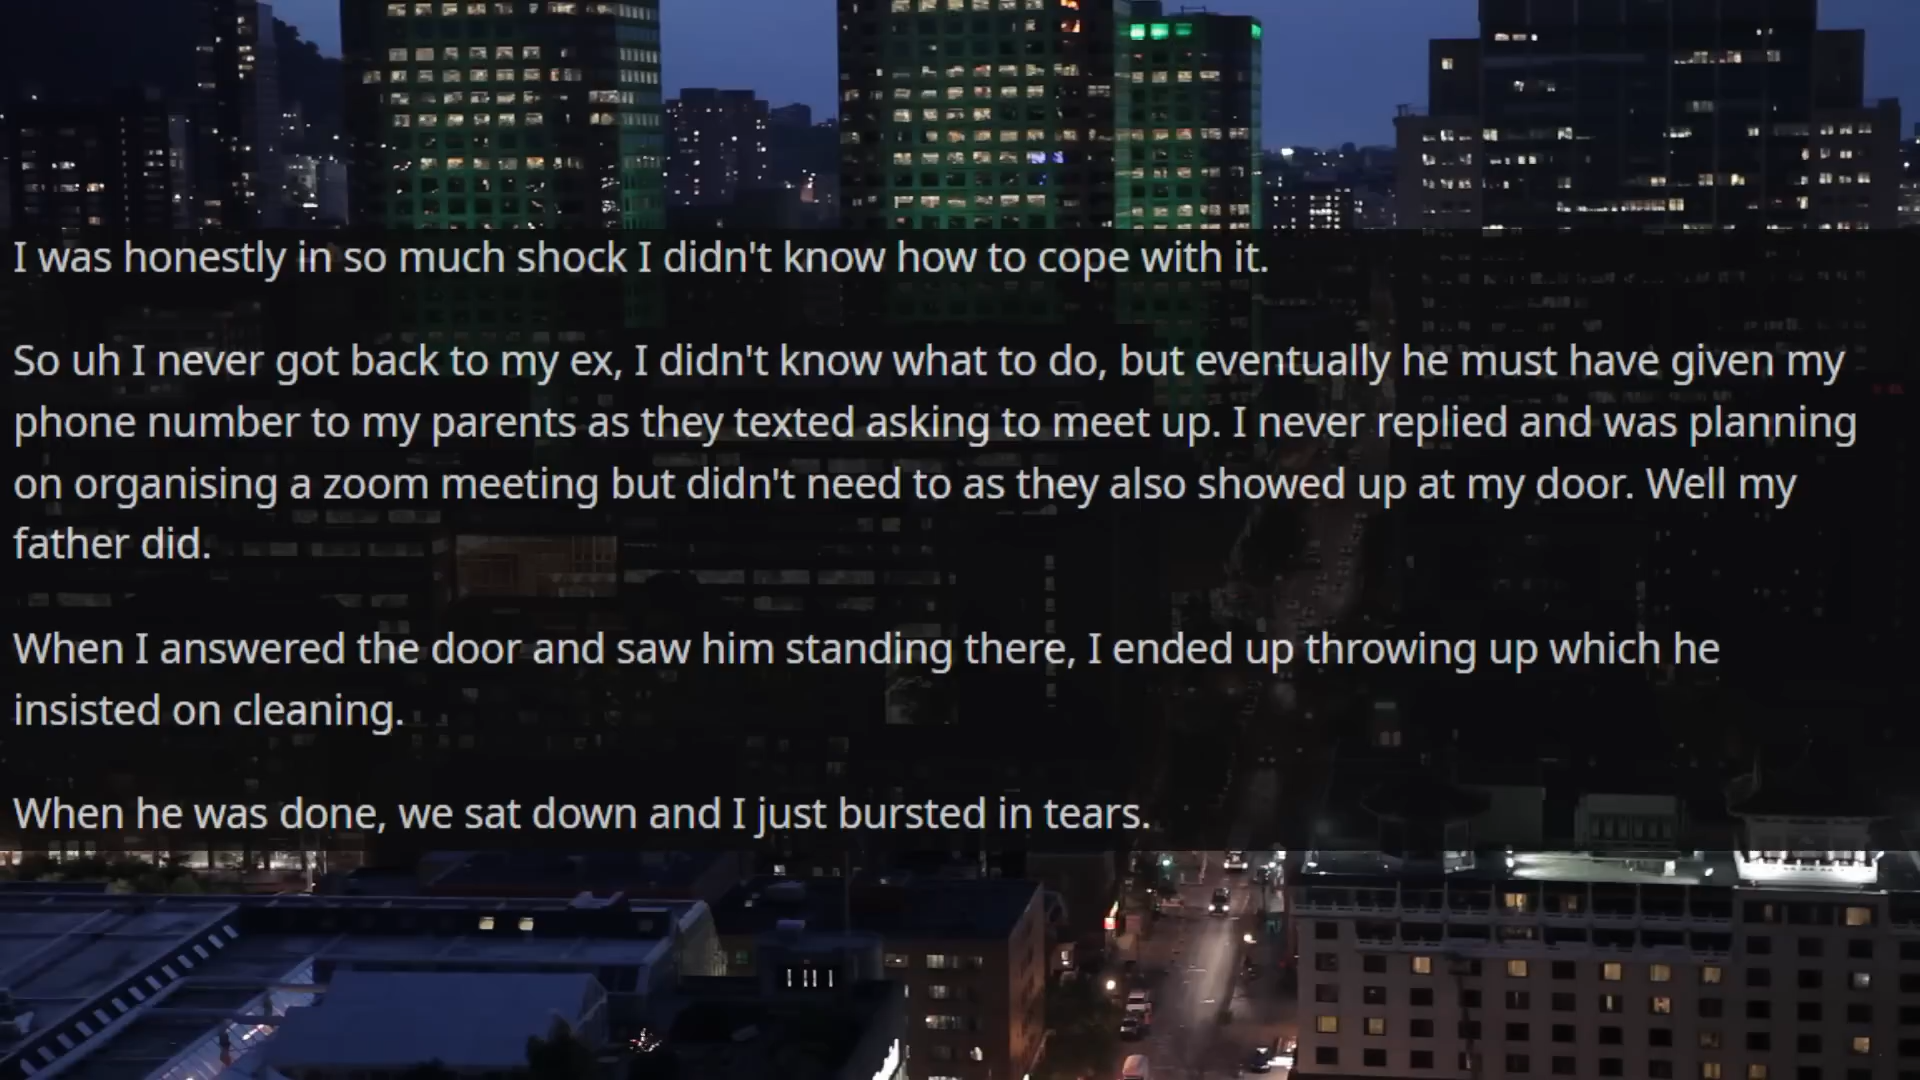 I was honestly in so much shock I didn't know how to cope with it.
So uh I never got back to my ex, I didn't know what to do, but eventually he must have given my
phone number to my parents as they texted asking to meet up. I never replied and was planning
on organising a zoom meeting but didn't need to as they also showed up at my door. Well my
father did.
When I answered the door and saw him standing there, I ended up throwing up which he
insisted on cleaning.
When he was done, we sat down and I just bursted in tears.